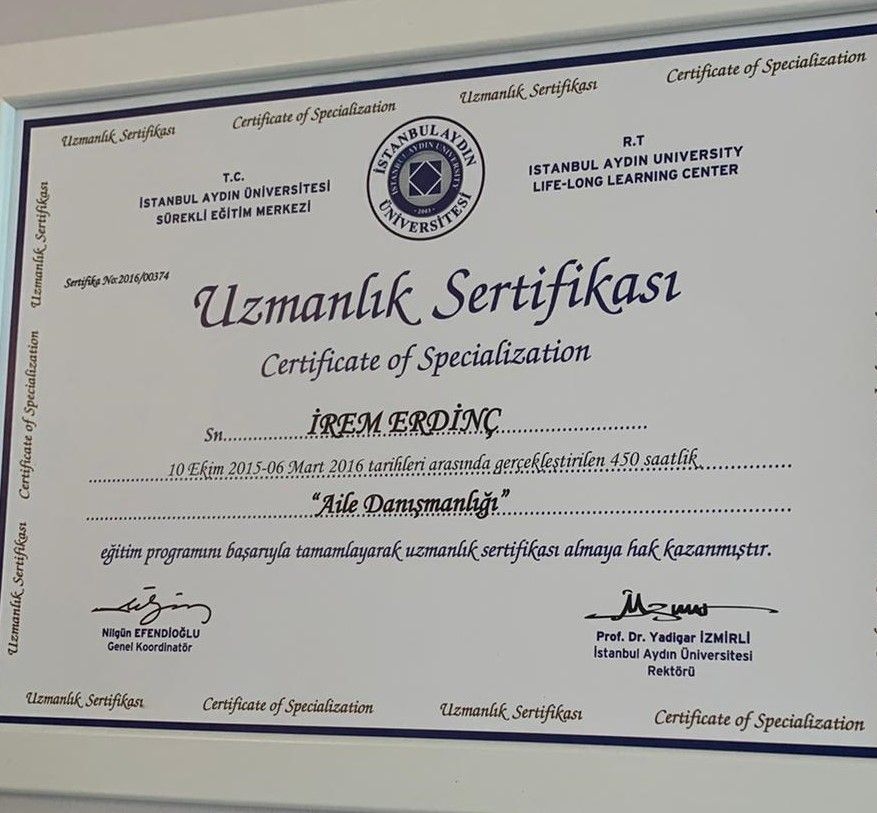 Uzmanlık Sertifikası
Certificate of Specialization
Uzmanlık Sertifikası
Certificate of Specialization
T.C.
İSTANBUL AYDIN ÜNİVERSİTESİ
SÜREKLİ EĞİTİM MERKEZİ
İSTANBUL AYDIN
ÜNİVERSİTESİ
ISTANBUL AYDIN UNIVERSITY
2003
R.T
ISTANBUL AYDIN UNIVERSITY
LIFE-LONG LEARNING CENTER
Uzmanlık Sertifikası
Certificate of Specialization
Uzmanlık Sertifikası
Sertifika No:2016/00374
Uzmanlık Sertifikası
Certificate of Specialization
Sn. İREM ERDİNÇ
10 Ekim 2015-06 Mart 2016 tarihleri arasında gerçekleştirilen 450 saatlik
“Aile Danışmanlığı”
eğitim programını başarıyla tamamlayarak uzmanlık sertifikası almaya hak kazanmıştır.
Nilgün EFENDİOĞLU
Genel Koordinatör
Prof. Dr. Yadigar İZMİRLİ
İstanbul Aydın Üniversitesi
Rektörü
Uzmanlık Sertifikası
Certificate of Specialization
Uzmanlık Sertifikası
Certificate of Specialization